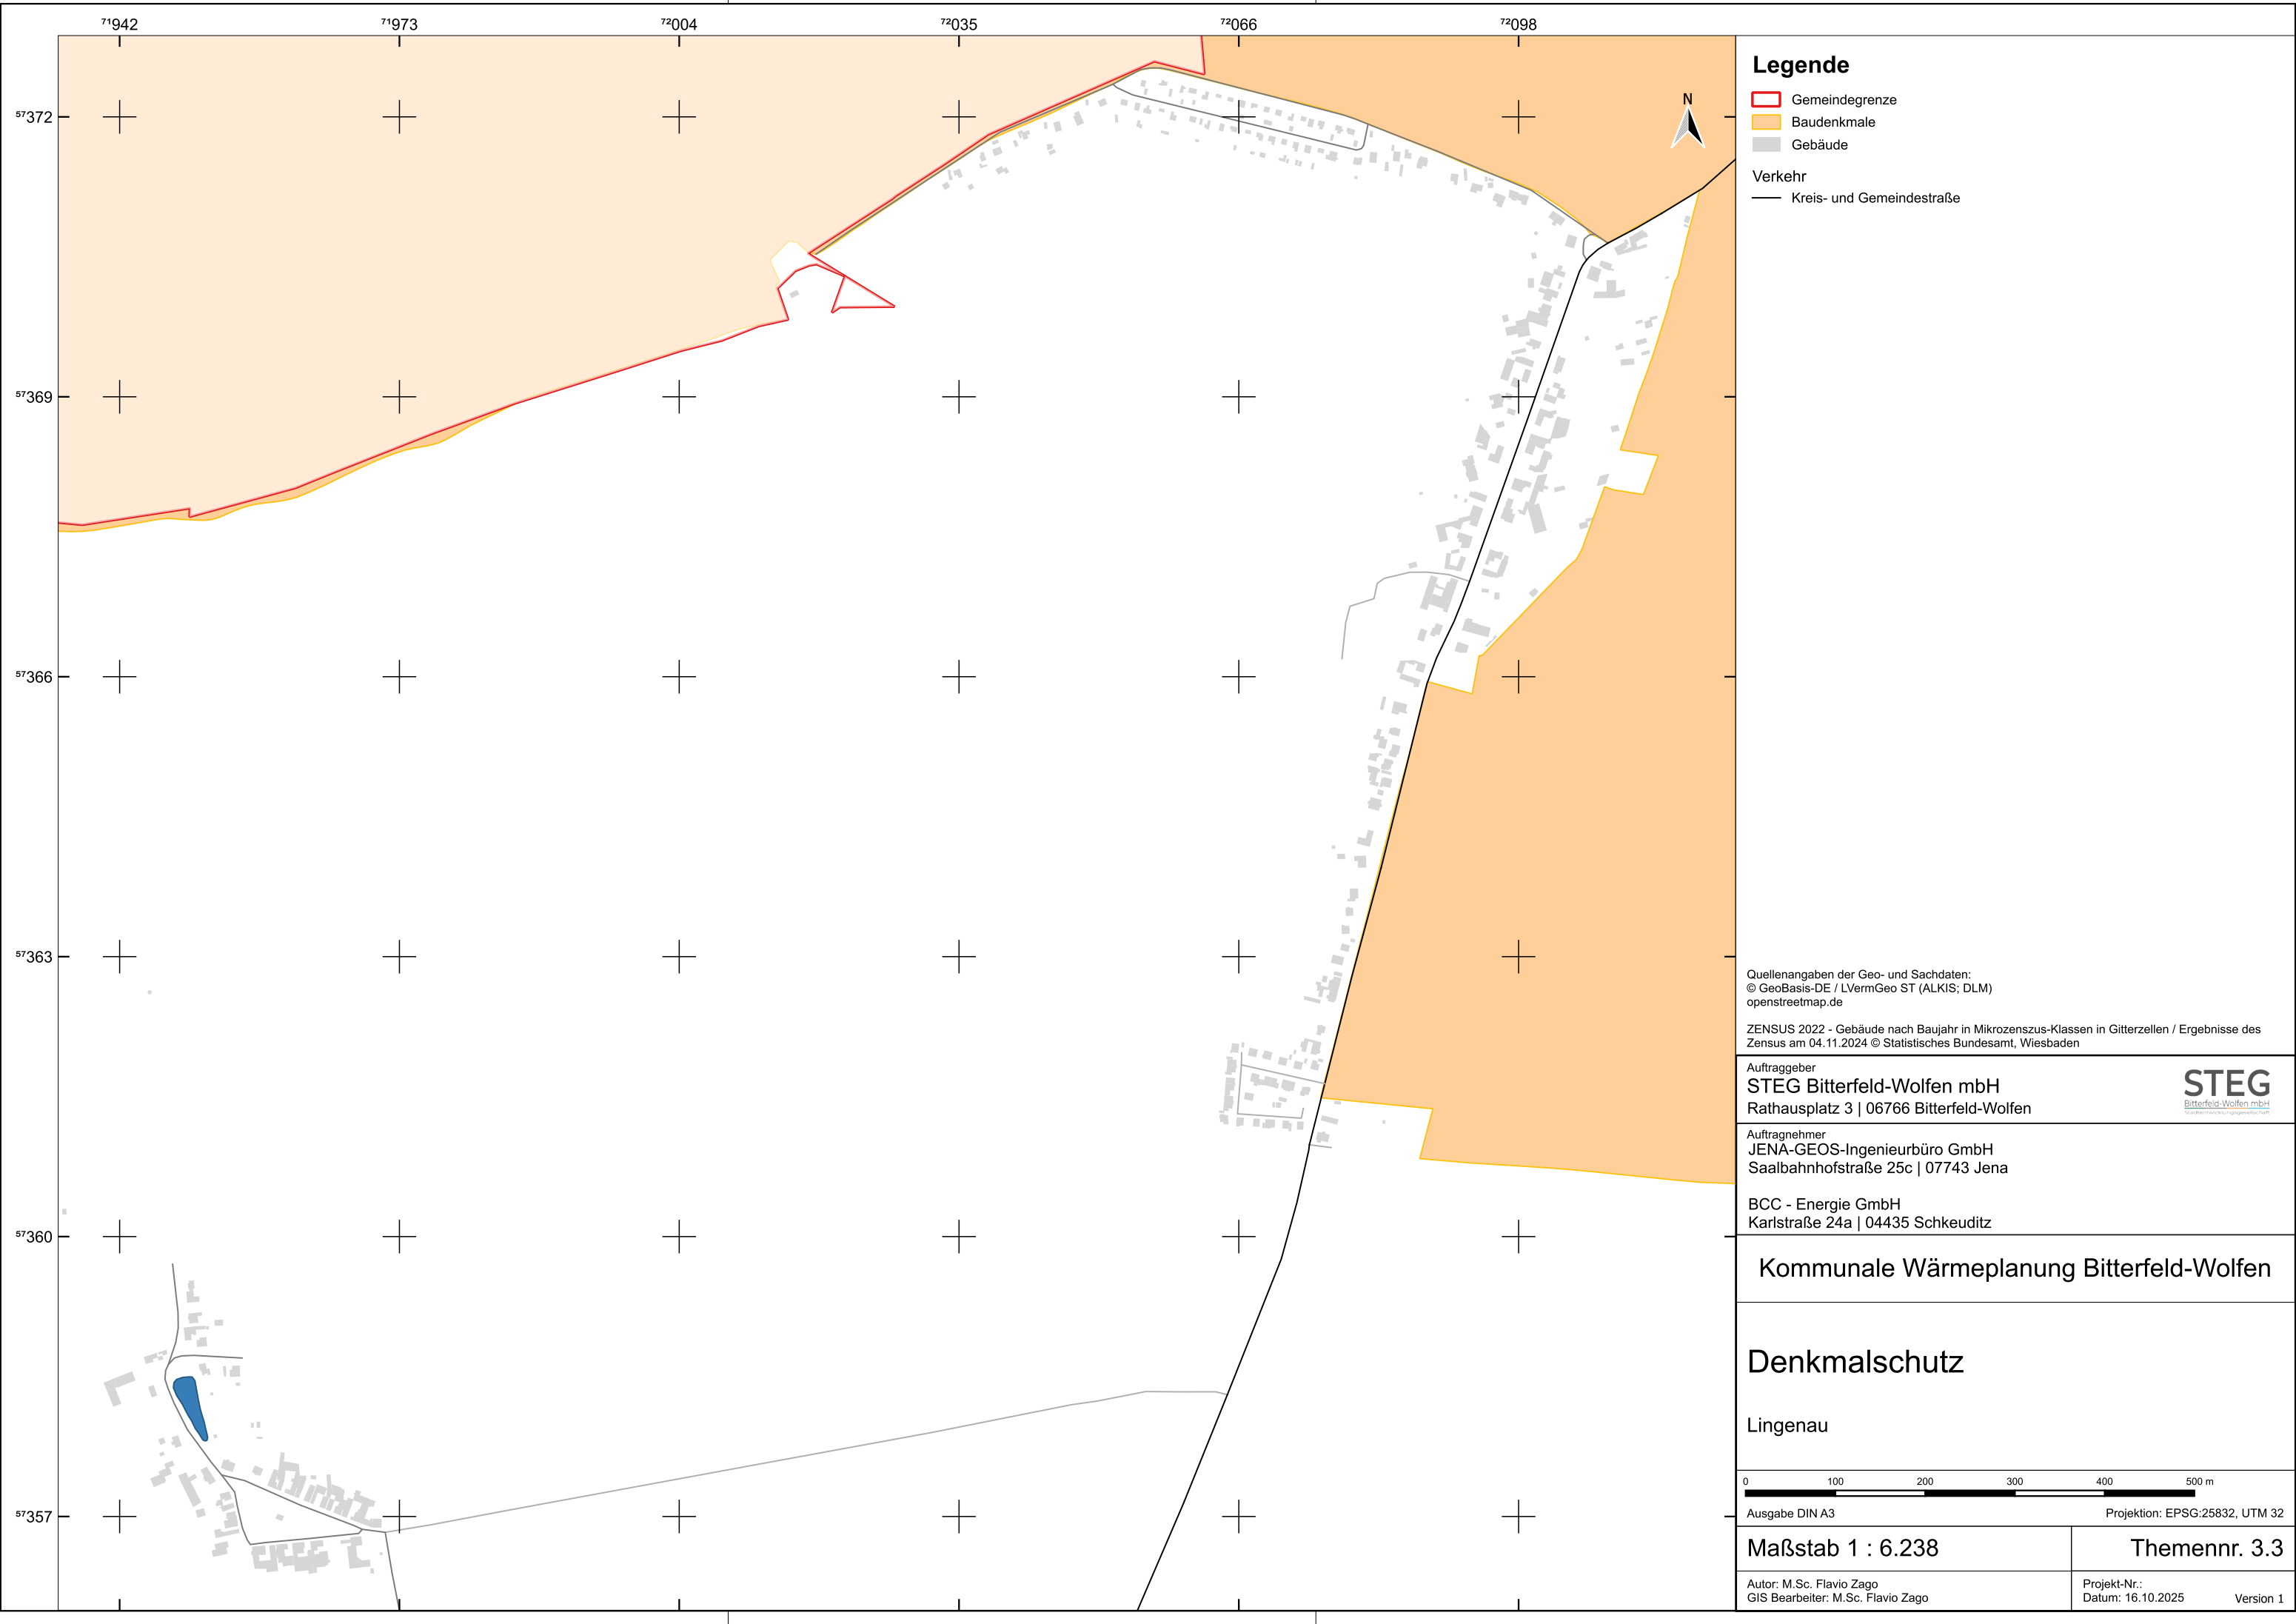 71942 71973 72004 72035 72066 72098
57372
57369
57366
57363
57360
57357
N
Legende
Gemeindegrenze
Baudenkmale
Gebäude
Verkehr
Kreis- und Gemeindestraße
Quellenangaben der Geo- und Sachdaten:
© GeoBasis-DE / LVermGeo ST (ALKIS; DLM)
openstreetmap.de
ZENSUS 2022 - Gebäude nach Baujahr in Mikrozenszus-Klassen in Gitterzellen / Ergebnisse des
Zensus am 04.11.2024 © Statistisches Bundesamt, Wiesbaden
Auftraggeber
STEG Bitterfeld-Wolfen mbH
Rathausplatz 3 | 06766 Bitterfeld-Wolfen
STEG
Bitterfeld-Wolfen mbH
Stadtentwicklungsgesellschaft
Auftragnehmer
JENA-GEOS-Ingenieurbüro GmbH
Saalbahnhofstraße 25c | 07743 Jena
BCC - Energie GmbH
Karlstraße 24a | 04435 Schkeuditz
Kommunale Wärmeplanung Bitterfeld-Wolfen
Denkmalschutz
Lingenau
0 100 200 300 400 500 m
Ausgabe DIN A3 Projektion: EPSG:25832, UTM 32
Maßstab 1 : 6.238 Themennr. 3.3
Autor: M.Sc. Flavio Zago Projekt-Nr.:
GIS Bearbeiter: M.Sc. Flavio Zago Datum: 16.10.2025 Version 1